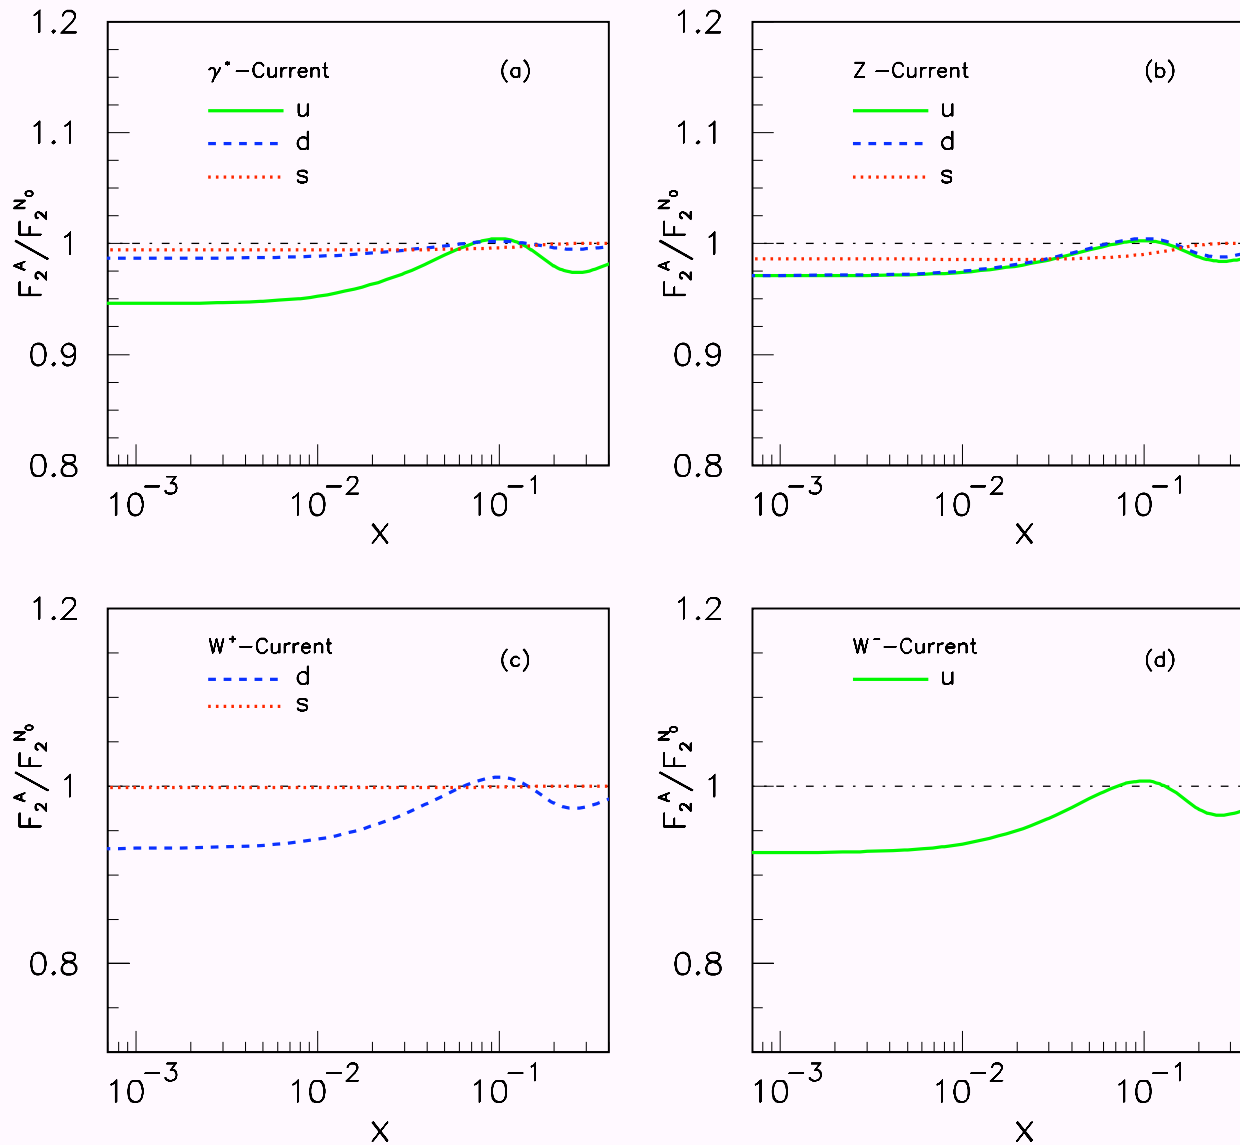 1.2
γ*-Current (a)
u
1.1
d
s
F₂ᴬ/F₂ᴺ⁰
1
0.9
0.8
10⁻³ 10⁻² 10⁻¹
X
1.2
Z -Current (b)
u
1.1
d
s
F₂ᴬ/F₂ᴺ⁰
1
0.9
0.8
10⁻³ 10⁻² 10⁻¹
X
1.2
W⁺-Current (c)
d
s
F₂ᴬ/F₂ᴺ⁰
1
0.8
10⁻³ 10⁻² 10⁻¹
X
1.2
W⁻-Current (d)
u
F₂ᴬ/F₂ᴺ⁰
1
0.8
10⁻³ 10⁻² 10⁻¹
X